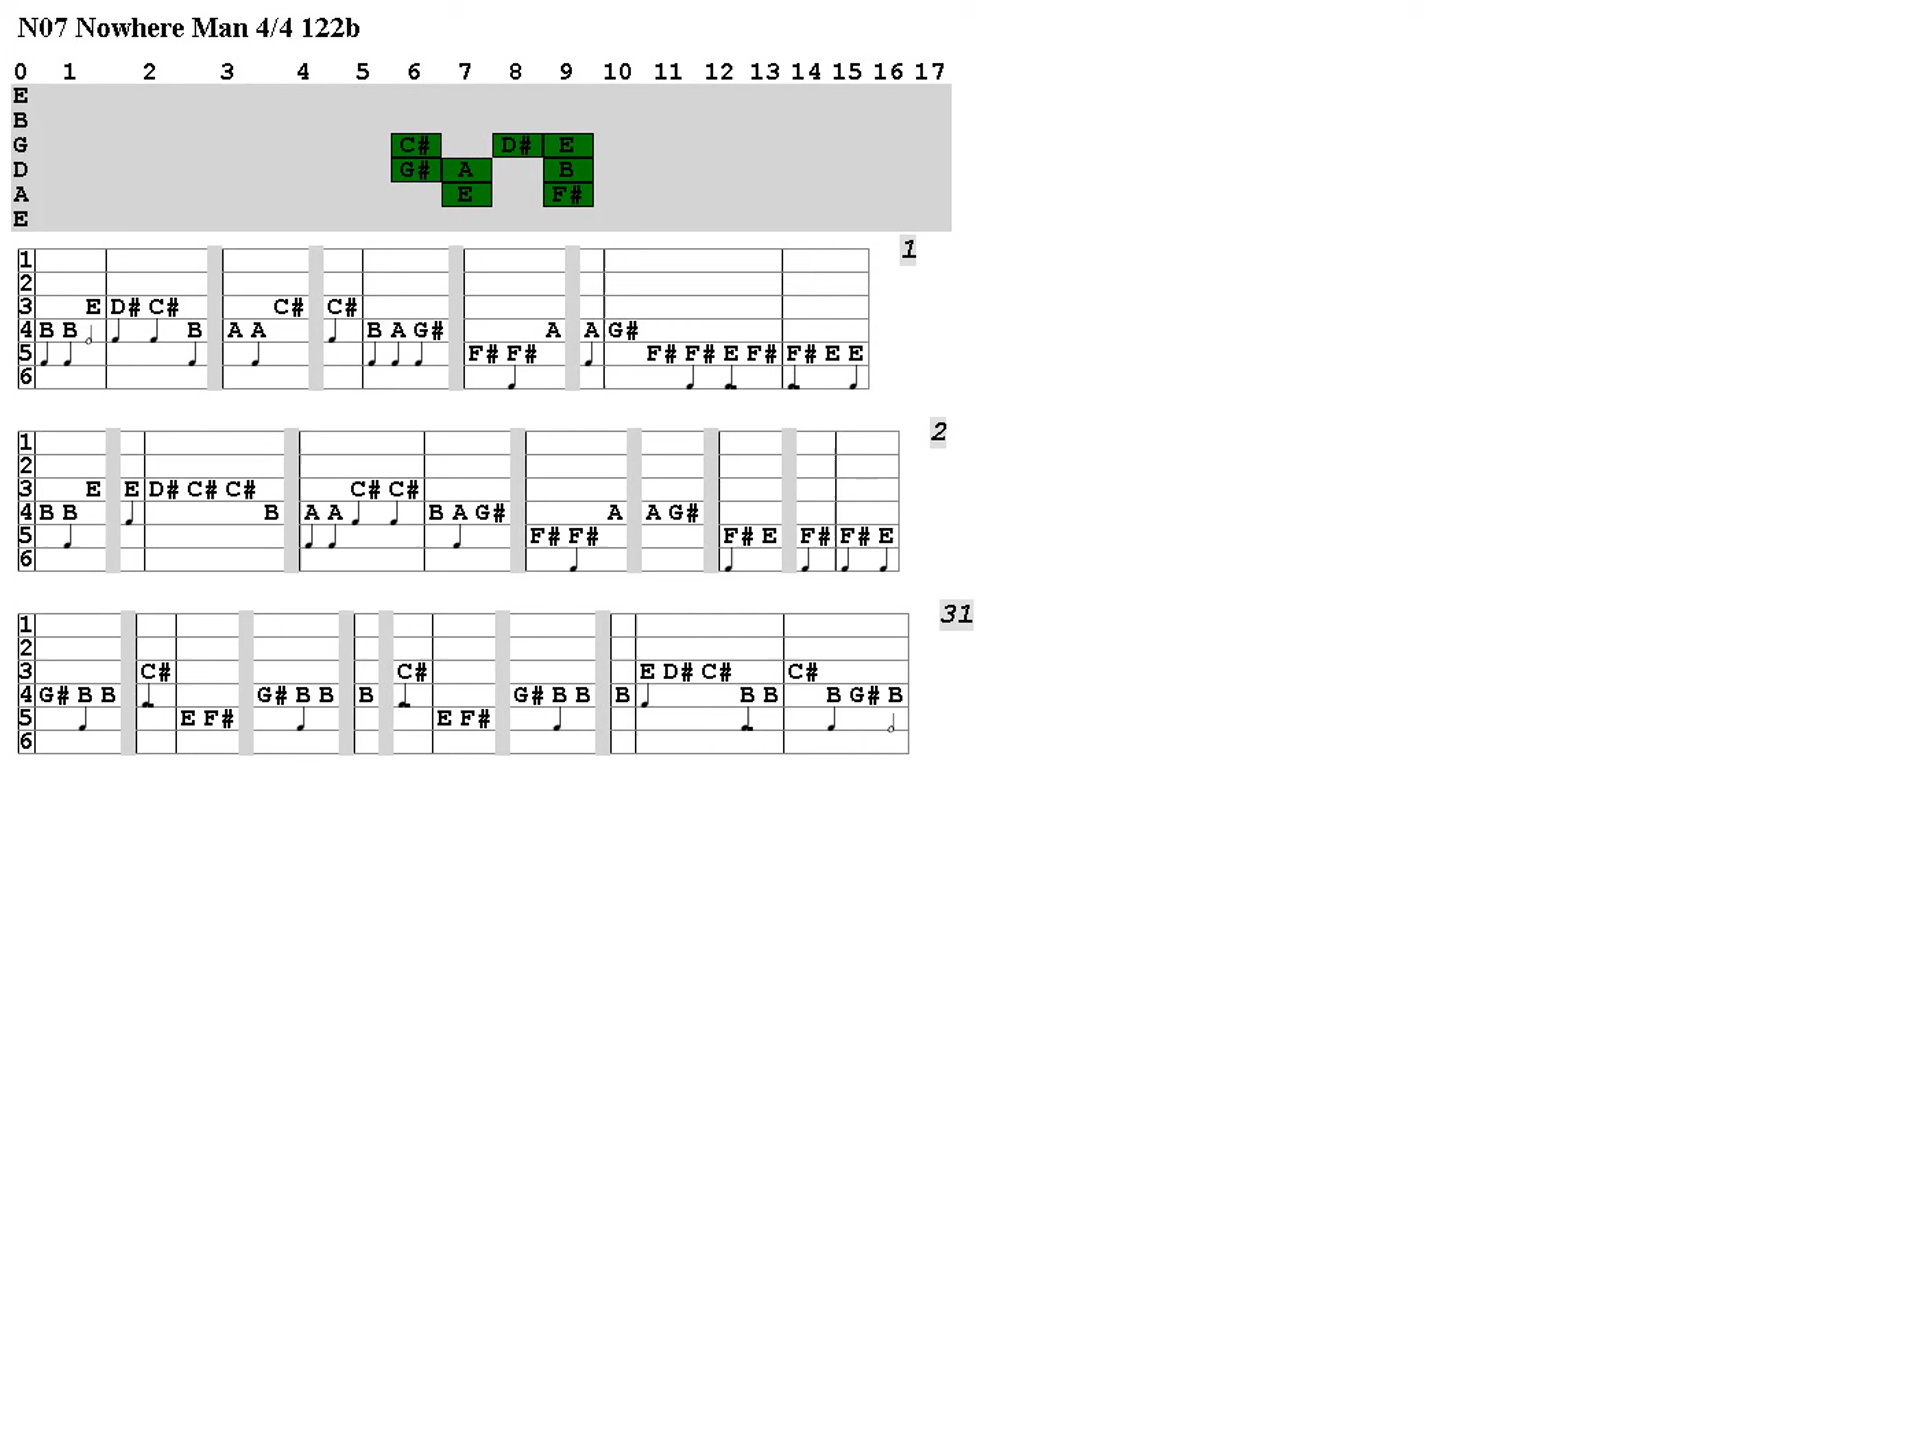 N07 Nowhere Man 4/4 122b
0 1 2 3 4 5 6 7 8 9 10 11 12 13 14 15 16 17
E
B
G C# D# E
D G# A B
A E F#
E
1
1
2
3 E D# C# C# C#
4 B B B A A B A G# A A G#
5 F# F# F# F# E F# F# E E
6
2
1
2
3 E E D# C# C# C# C#
4 B B B A A B A G# A A G#
5 F# F# F# E F# F# E
6
31
1
2
3 C# C# E D# C# C#
4 G# B B G# B B B G# B B B B B B G# B
5 E F# E F#
6